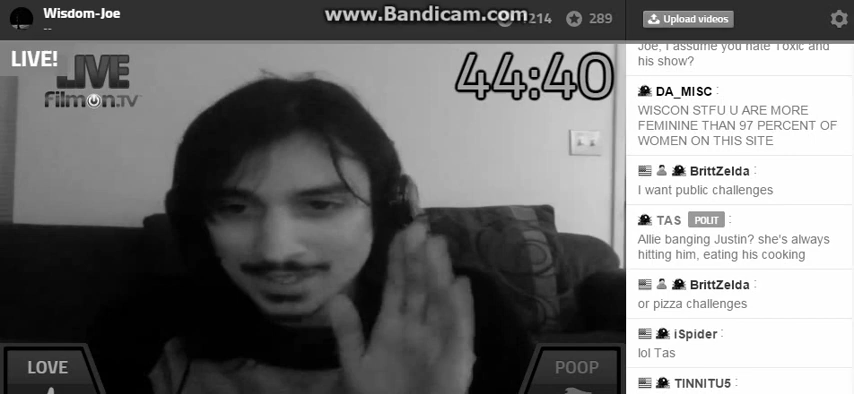 Wisdom-Joe
--
www.Bandicam.com
1214
289
Upload videos
LIVE!
LIVE
filmon.TV
44:40
Joe, I assume you hate Toxic and
his show?
DA_MISC :
WISCON STFU U ARE MORE
FEMININE THAN 97 PERCENT OF
WOMEN ON THIS SITE
BrittZelda :
I want public challenges
TAS POLIT :
Allie banging Justin? she's always
hitting him, eating his cooking
BrittZelda :
or pizza challenges
iSpider :
lol Tas
TINNITU5 :
LOVE
POOP